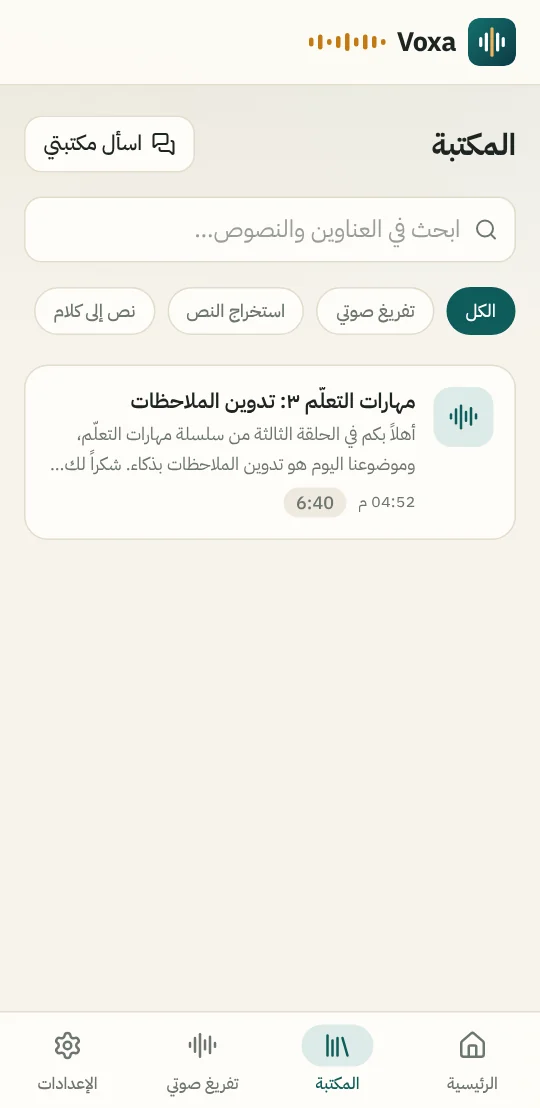 Voxa
المكتبة
اسأل مكتبتي
ابحث في العناوين والنصوص...
الكل
تفريغ صوتي
استخراج النص
نص إلى كلام
مهارات التعلّم ٣: تدوين الملاحظات
أهلاً بكم في الحلقة الثالثة من سلسلة مهارات التعلّم،
وموضوعنا اليوم هو تدوين الملاحظات بذكاء. شكراً لك...
04:52 م
6:40
الرئيسية
المكتبة
تفريغ صوتي
الإعدادات